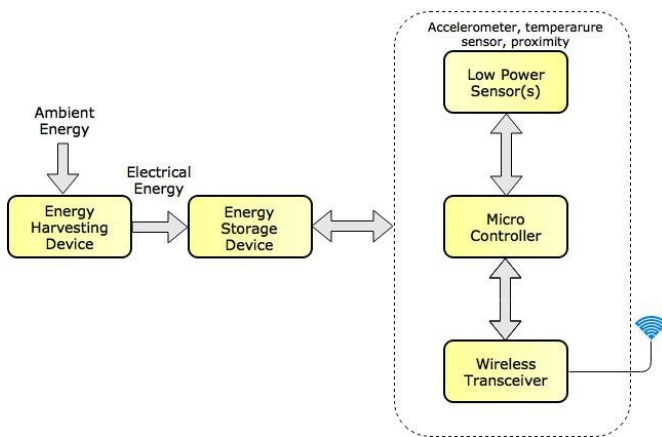 Accelerometer, temperarure
sensor, proximity
Low Power
Sensor(s)
Ambient
Energy
Electrical
Energy
Energy
Harvesting
Device
Energy
Storage
Device
Micro
Controller
Wireless
Transceiver